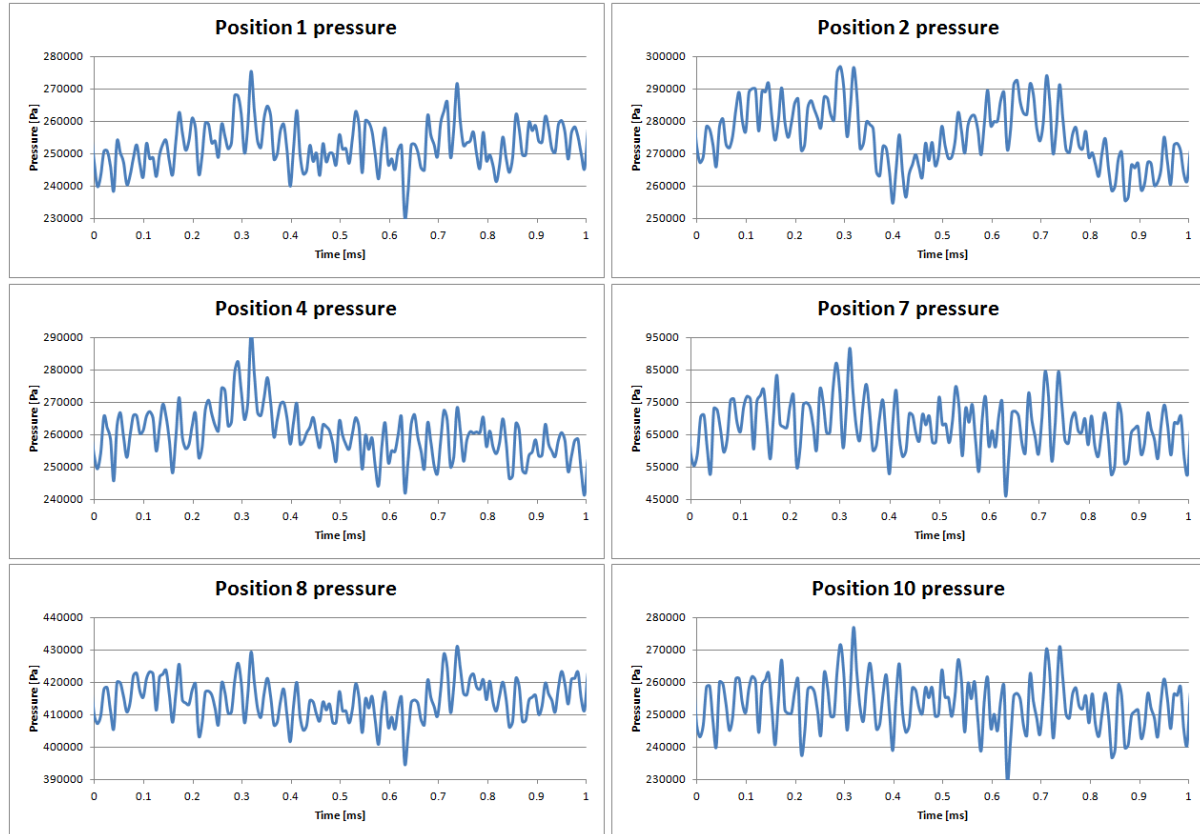 Position 1 pressure
Pressure [Pa]
280000
270000
260000
250000
240000
230000
0 0.1 0.2 0.3 0.4 0.5 0.6 0.7 0.8 0.9 1
Time [ms]
Position 2 pressure
Pressure [Pa]
300000
290000
280000
270000
260000
250000
0 0.1 0.2 0.3 0.4 0.5 0.6 0.7 0.8 0.9 1
Time [ms]
Position 4 pressure
Pressure [Pa]
290000
280000
270000
260000
250000
240000
0 0.1 0.2 0.3 0.4 0.5 0.6 0.7 0.8 0.9 1
Time [ms]
Position 7 pressure
Pressure [Pa]
95000
85000
75000
65000
55000
45000
0 0.1 0.2 0.3 0.4 0.5 0.6 0.7 0.8 0.9 1
Time [ms]
Position 8 pressure
Pressure [Pa]
440000
430000
420000
410000
400000
390000
0 0.1 0.2 0.3 0.4 0.5 0.6 0.7 0.8 0.9 1
Time [ms]
Position 10 pressure
Pressure [Pa]
280000
270000
260000
250000
240000
230000
0 0.1 0.2 0.3 0.4 0.5 0.6 0.7 0.8 0.9 1
Time [ms]